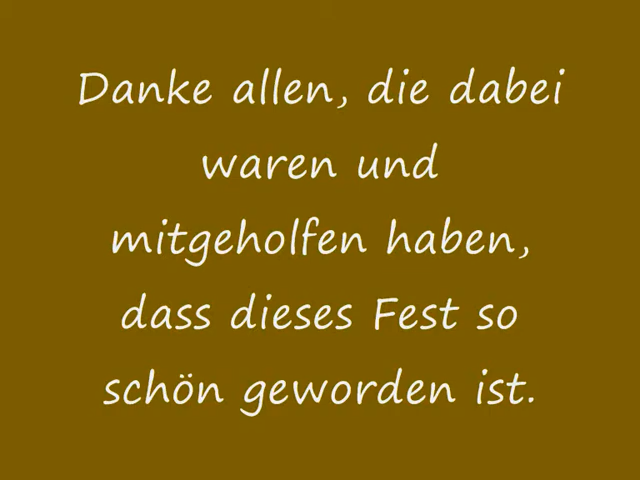 Danke allen, die dabei
waren und
mitgeholfen haben,
dass dieses Fest so
schön geworden ist.